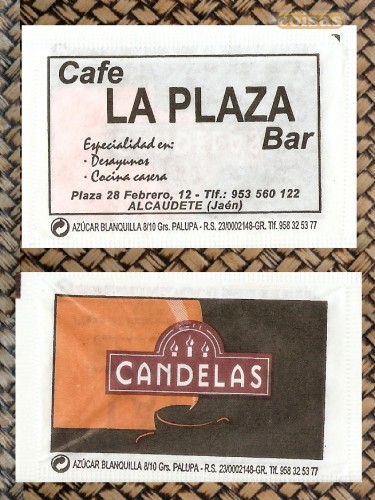 coisas
Cafe
LA PLAZA
Bar
Especialidad en:
· Desayunos
· Cocina casera
Plaza 28 Febrero, 12 - Tlf.: 953 560 122
ALCAUDETE (Jaén)
AZÚCAR BLANQUILLA 8/10 Grs. PALUPA - R.S. 23/0002148-GR. Tlf. 958 32 53 77
CANDELAS
AZÚCAR BLANQUILLA 8/10 Grs. PALUPA - R.S. 23/0002148-GR. Tlf. 958 32 53 77